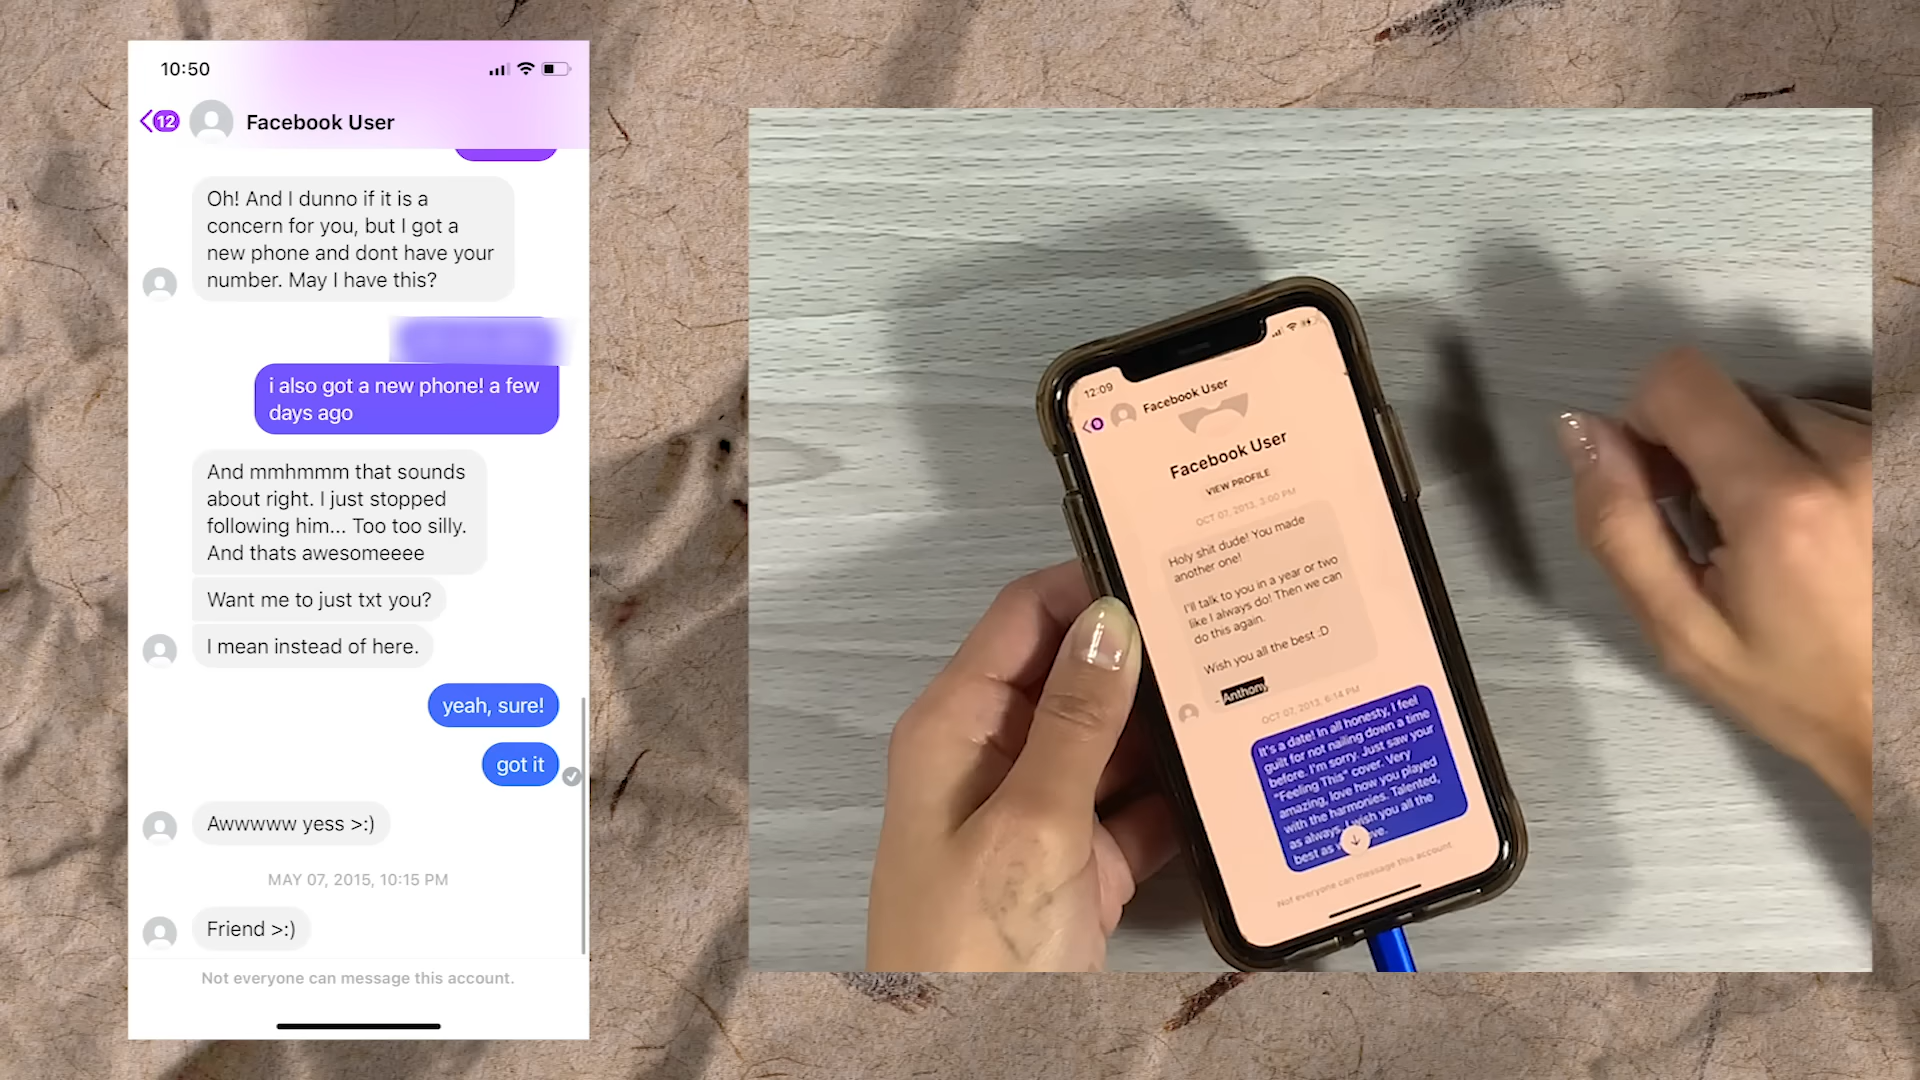 10:50
12
Facebook User
Oh! And I dunno if it is a
concern for you, but I got a
new phone and dont have your
number. May I have this?
i also got a new phone! a few
days ago
And mmhmmm that sounds
about right. I just stopped
following him... Too too silly.
And thats awesomeeee
Want me to just txt you?
I mean instead of here.
yeah, sure!
got it
Awwwww yess >:)
MAY 07, 2015, 10:15 PM
Friend >:)
Not everyone can message this account.
12:09
Facebook User
Facebook User
VIEW PROFILE
OCT 07, 2013, 3:00 PM
Holy shit dude! You made
another one!
I'll talk to you in a year or two
like I always do! Then we can
do this again.
Wish you all the best :D
- Anthony
OCT 07, 2013, 6:14 PM
It's a date! In all honesty, I feel
guilt for not nailing down a time
before. I'm sorry. Just saw your
"Feeling This" cover. Very
amazing, love how you played
with the harmonies. Talented,
as always. I wish you all the
best as
Not everyone can message this account